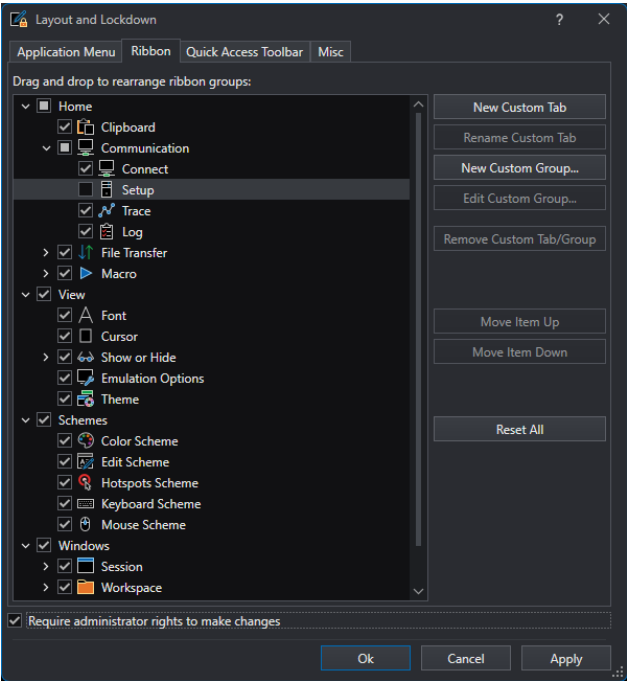 Layout and Lockdown
?
Application Menu Ribbon Quick Access Toolbar Misc
Drag and drop to rearrange ribbon groups:
Home
Clipboard
Communication
Connect
Setup
Trace
Log
File Transfer
Macro
View
Font
Cursor
Show or Hide
Emulation Options
Theme
Schemes
Color Scheme
Edit Scheme
Hotspots Scheme
Keyboard Scheme
Mouse Scheme
Windows
Session
Workspace
New Custom Tab
Rename Custom Tab
New Custom Group...
Edit Custom Group...
Remove Custom Tab/Group
Move Item Up
Move Item Down
Reset All
Require administrator rights to make changes
Ok Cancel Apply